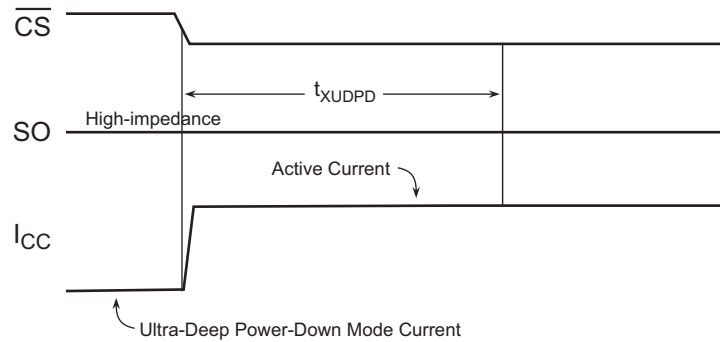 CS
tXUDPD
High-impedance
SO
Active Current
ICC
Ultra-Deep Power-Down Mode Current